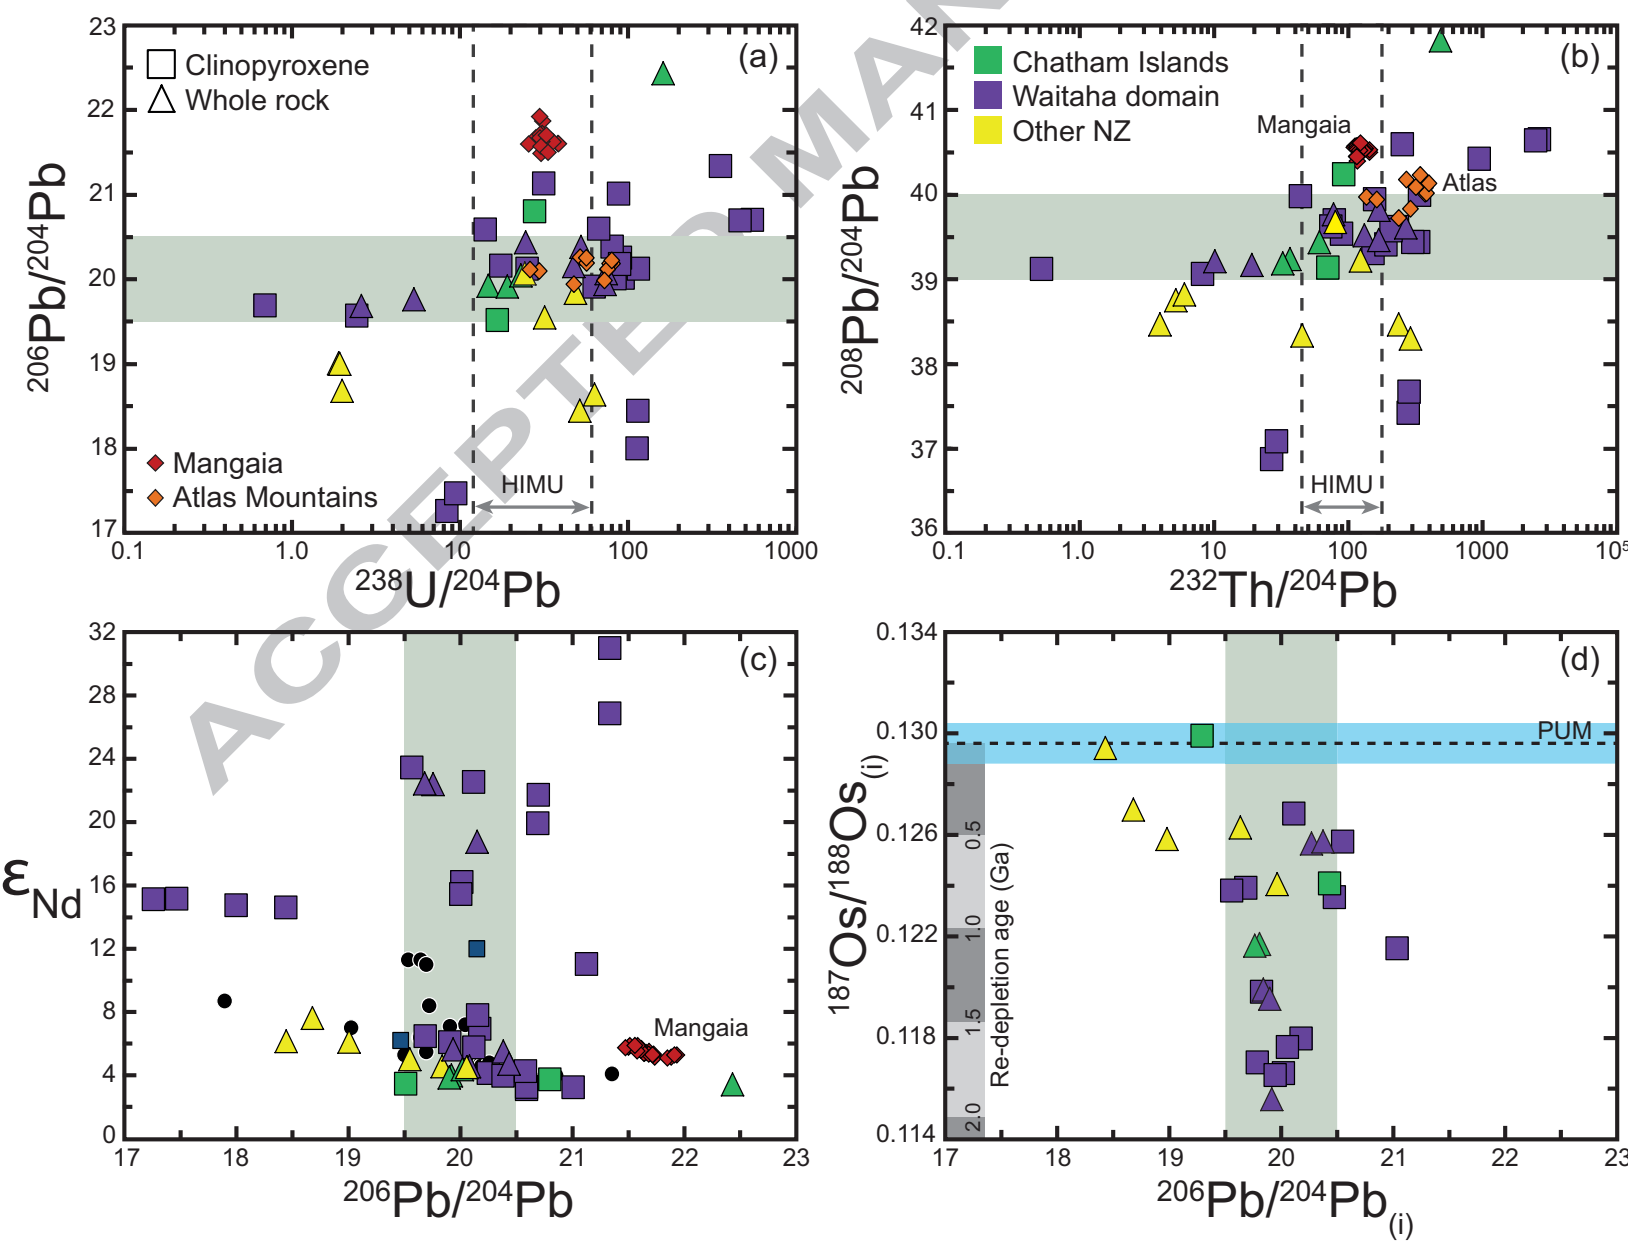 23
22
21
20
19
18
17
0.1
1.0
10
100
1000
(a)
Clinopyroxene
Whole rock
Mangaia
Atlas Mountains
HIMU
206Pb/204Pb
238U/204Pb
42
41
40
39
38
37
36
0.1
1.0
10
100
1000
10⁵
(b)
Chatham Islands
Waitaha domain
Other NZ
Mangaia
Atlas
HIMU
208Pb/204Pb
232Th/204Pb
32
28
24
20
16
12
8
4
0
17
18
19
20
21
22
23
(c)
Mangaia
εNd
206Pb/204Pb
0.134
0.130
0.126
0.122
0.118
0.114
17
18
19
20
21
22
23
(d)
PUM
0.5
1.0
1.5
2.0
Re-depletion age (Ga)
187Os/188Os(i)
206Pb/204Pb(i)
ACCEPTED MAN